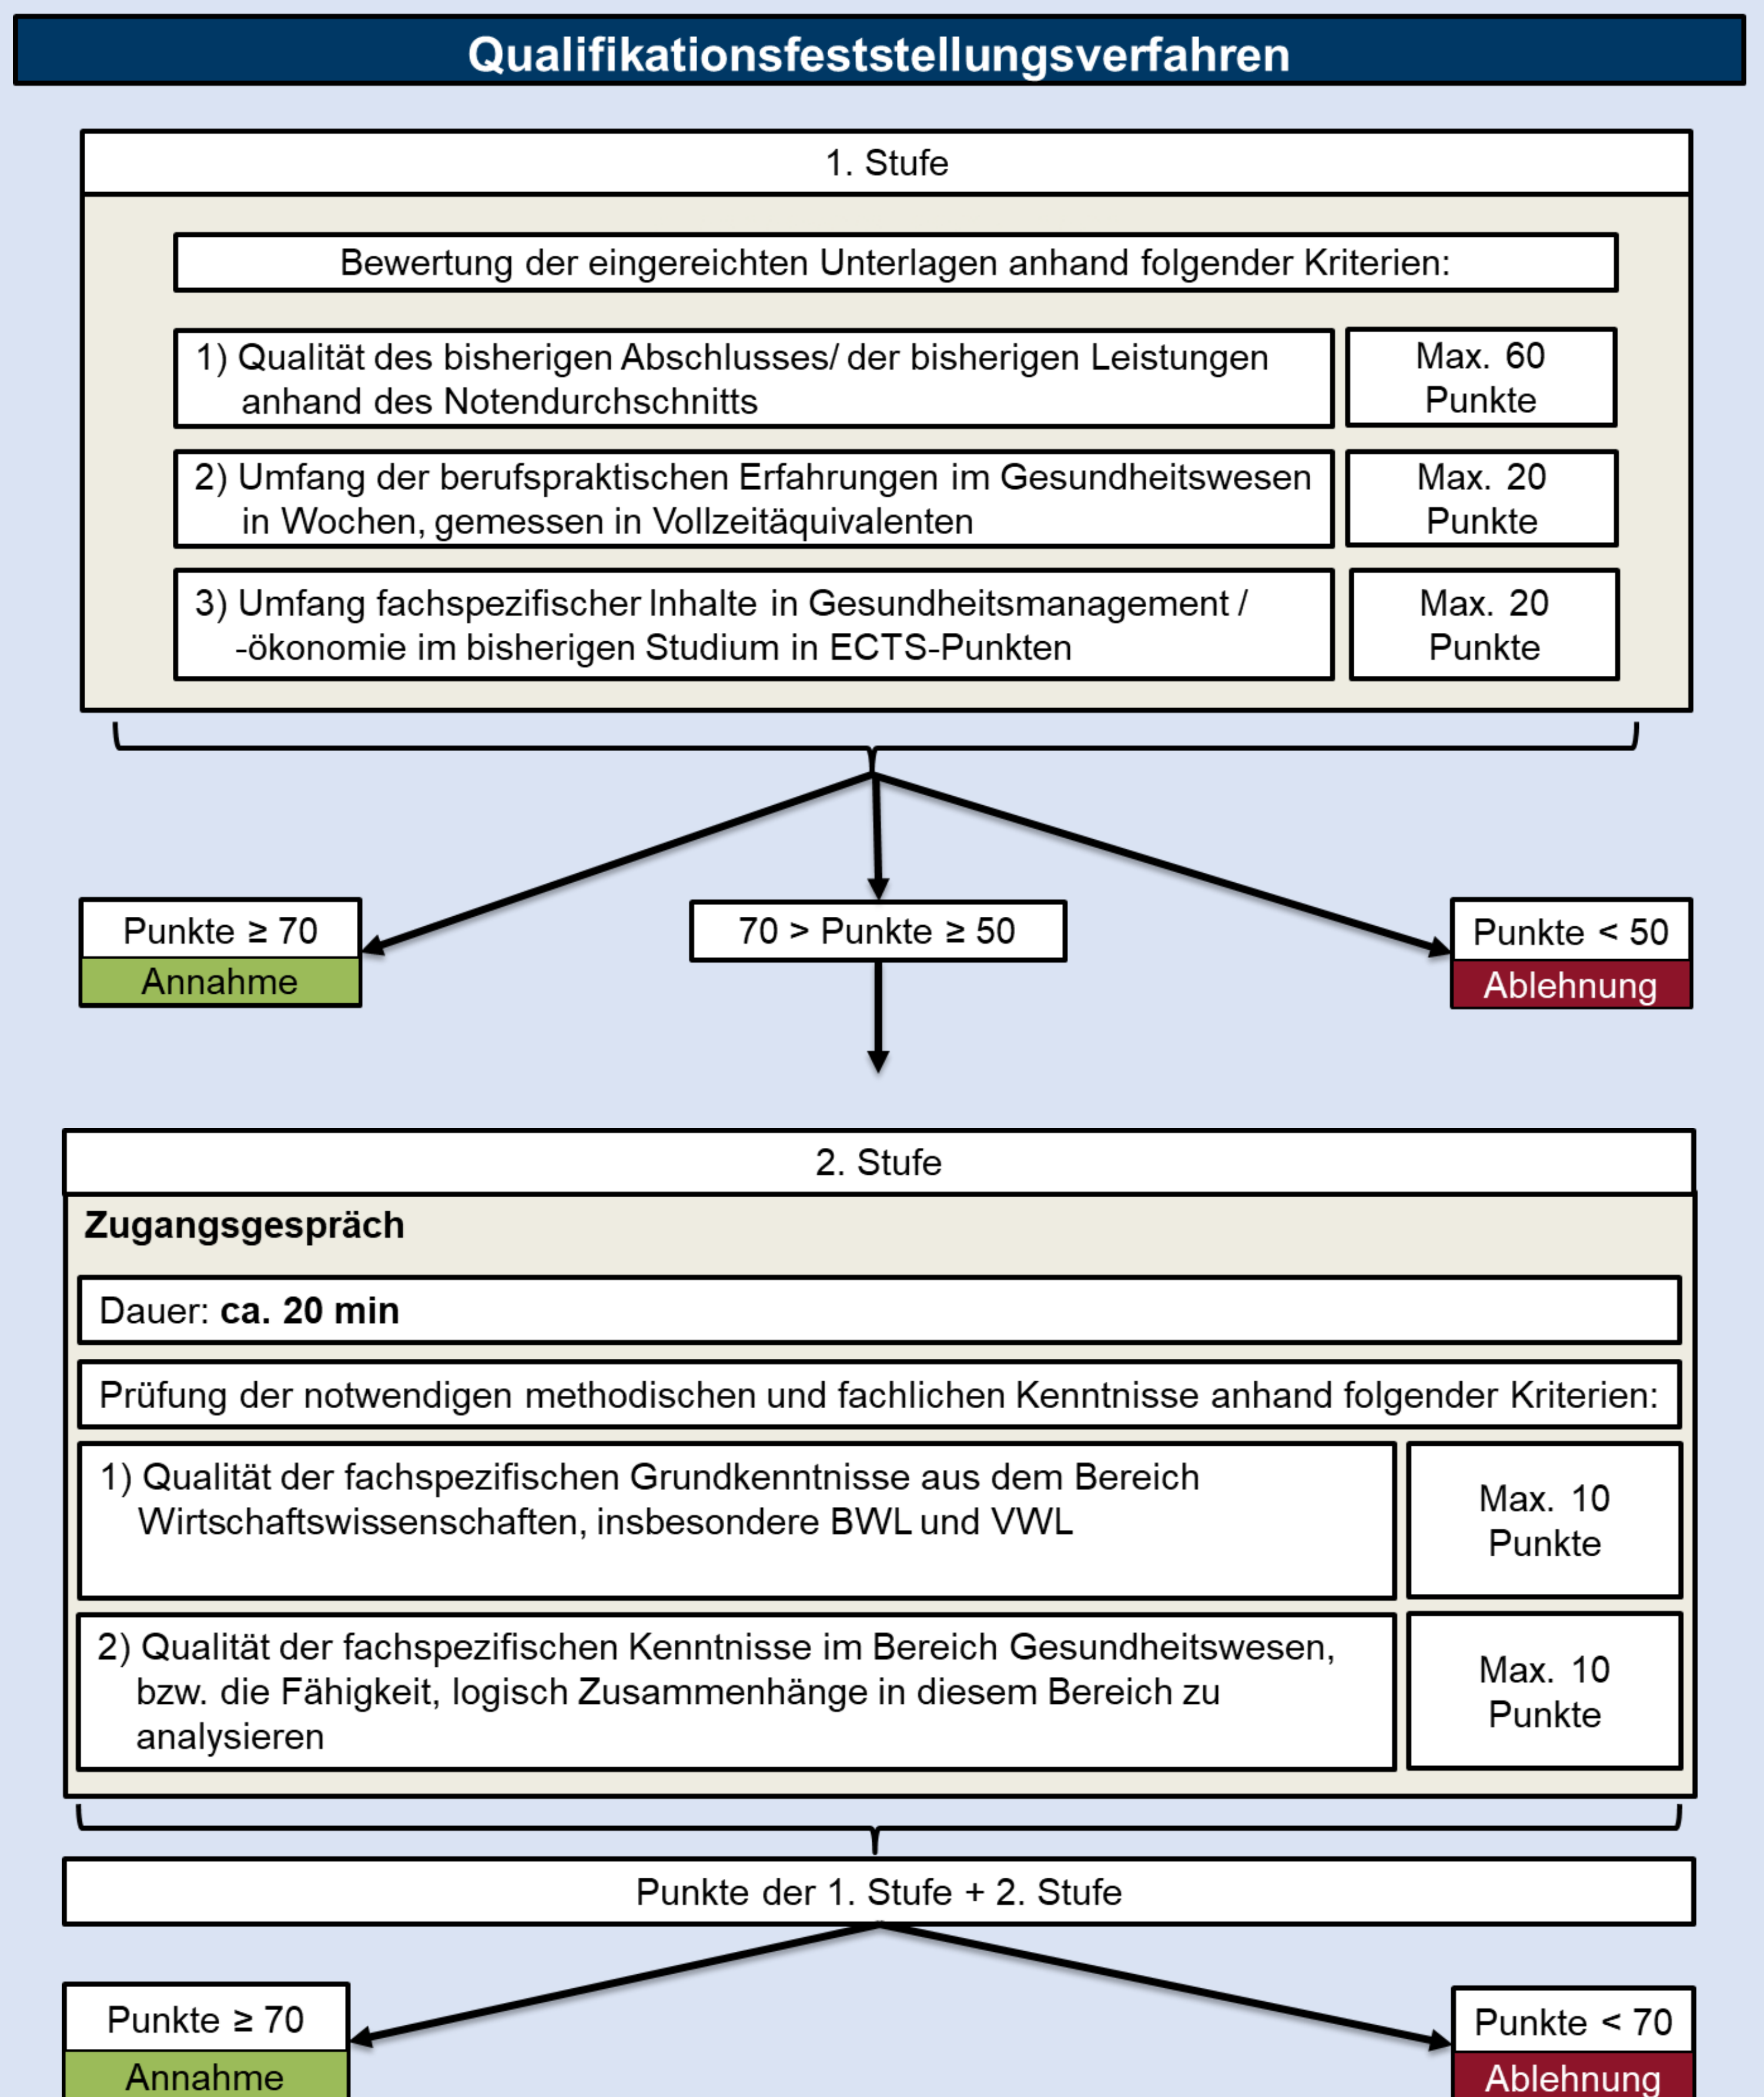 Qualifikationsfeststellungsverfahren
1. Stufe
Bewertung der eingereichten Unterlagen anhand folgender Kriterien:
1) Qualität des bisherigen Abschlusses/ der bisherigen Leistungen
anhand des Notendurchschnitts
Max. 60
Punkte
2) Umfang der berufspraktischen Erfahrungen im Gesundheitswesen
in Wochen, gemessen in Vollzeitäquivalenten
Max. 20
Punkte
3) Umfang fachspezifischer Inhalte in Gesundheitsmanagement /
-ökonomie im bisherigen Studium in ECTS-Punkten
Max. 20
Punkte
Punkte ≥ 70
Annahme
70 > Punkte ≥ 50
Punkte < 50
Ablehnung
2. Stufe
Zugangsgespräch
Dauer: ca. 20 min
Prüfung der notwendigen methodischen und fachlichen Kenntnisse anhand folgender Kriterien:
1) Qualität der fachspezifischen Grundkenntnisse aus dem Bereich
Wirtschaftswissenschaften, insbesondere BWL und VWL
Max. 10
Punkte
2) Qualität der fachspezifischen Kenntnisse im Bereich Gesundheitswesen,
bzw. die Fähigkeit, logisch Zusammenhänge in diesem Bereich zu
analysieren
Max. 10
Punkte
Punkte der 1. Stufe + 2. Stufe
Punkte ≥ 70
Annahme
Punkte < 70
Ablehnung